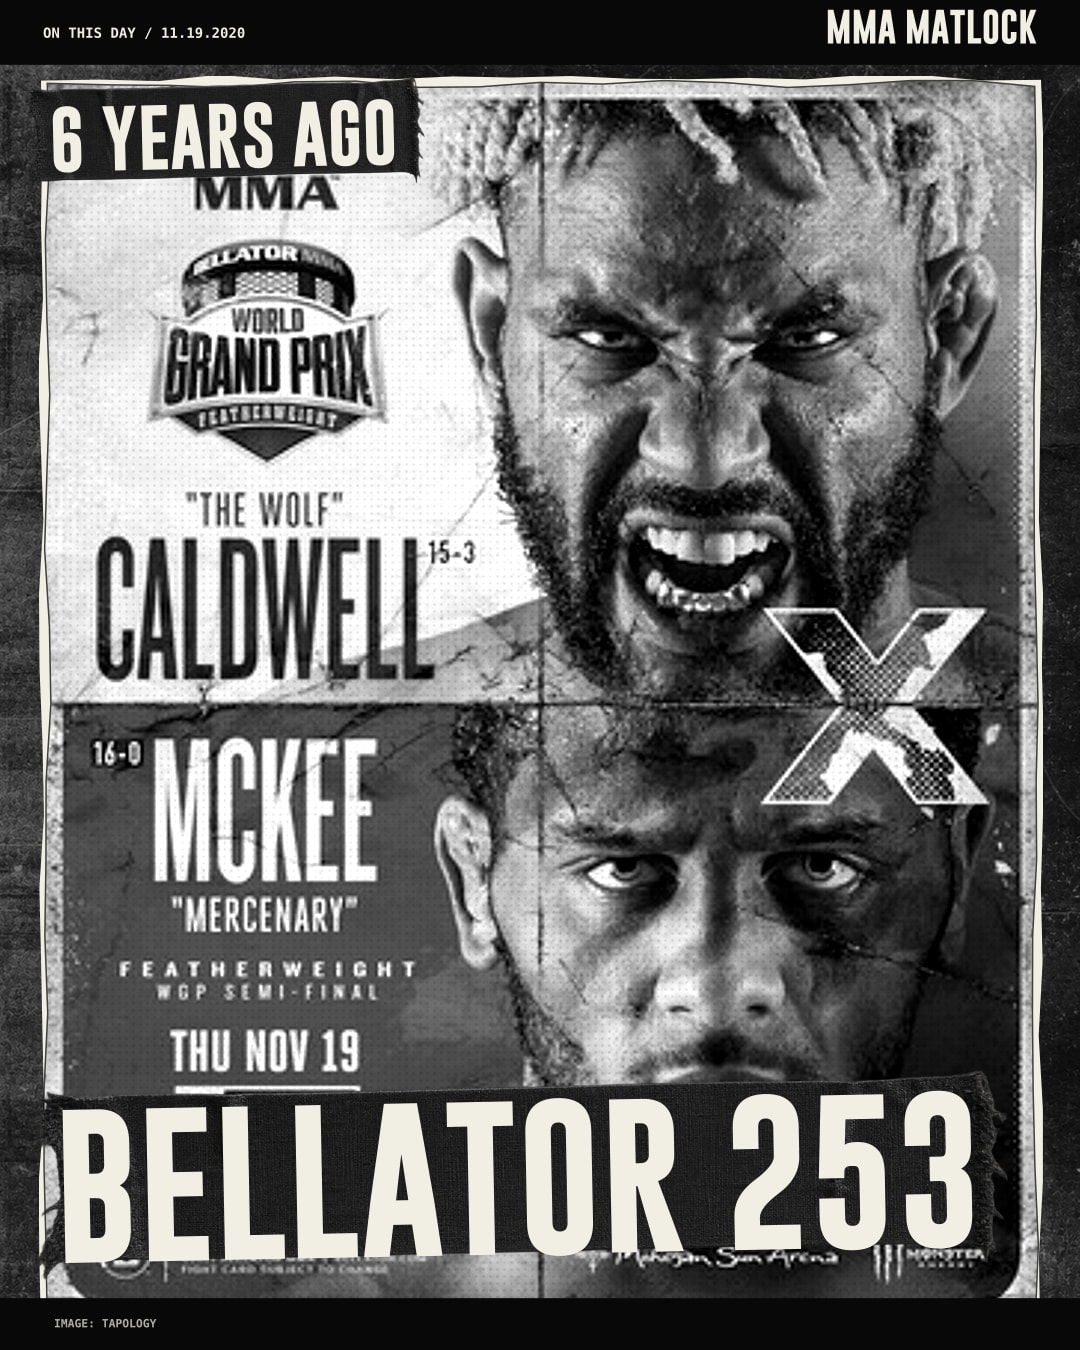 ON THIS DAY / 11.19.2020
MMA MATLOCK
6 YEARS AGO
MMA
BELLATOR MMA
WORLD
GRAND PRIX
FEATHERWEIGHT
"THE WOLF"
CALDWELL 15-3
X
16-0 MCKEE
"MERCENARY"
FEATHERWEIGHT
WGP SEMI-FINAL
THU NOV 19
BELLATOR 253
FIGHT CARD SUBJECT TO CHANGE
Mohegan Sun Arena
MONSTER
ENERGY
IMAGE: TAPOLOGY